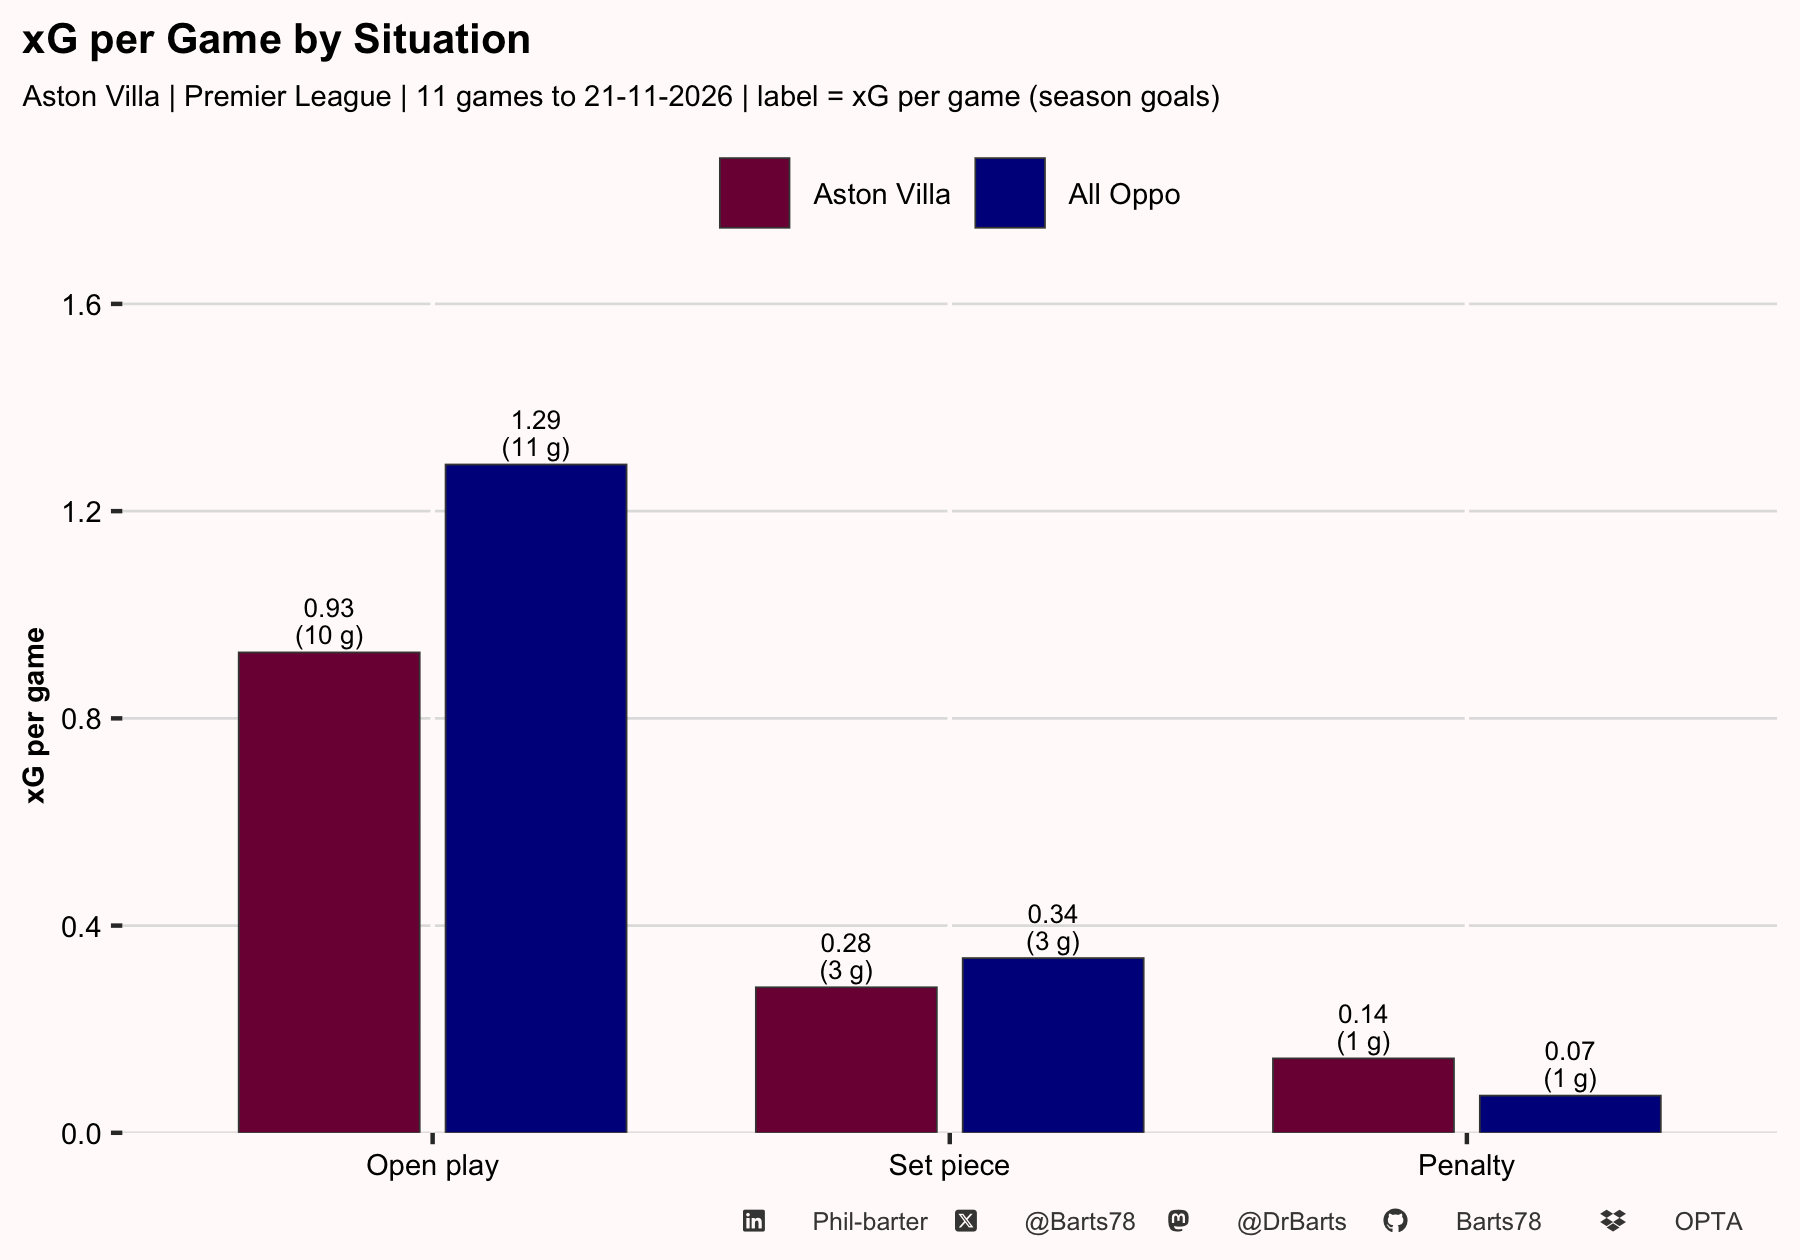 xG per Game by Situation
Aston Villa | Premier League | 11 games to 21-11-2026 | label = xG per game (season goals)
Aston Villa
All Oppo
xG per game
1.6
1.2
0.8
0.4
0.0
0.93
(10 g)
1.29
(11 g)
0.28
(3 g)
0.34
(3 g)
0.14
(1 g)
0.07
(1 g)
Open play
Set piece
Penalty
Phil-barter @Barts78 @DrBarts Barts78 OPTA